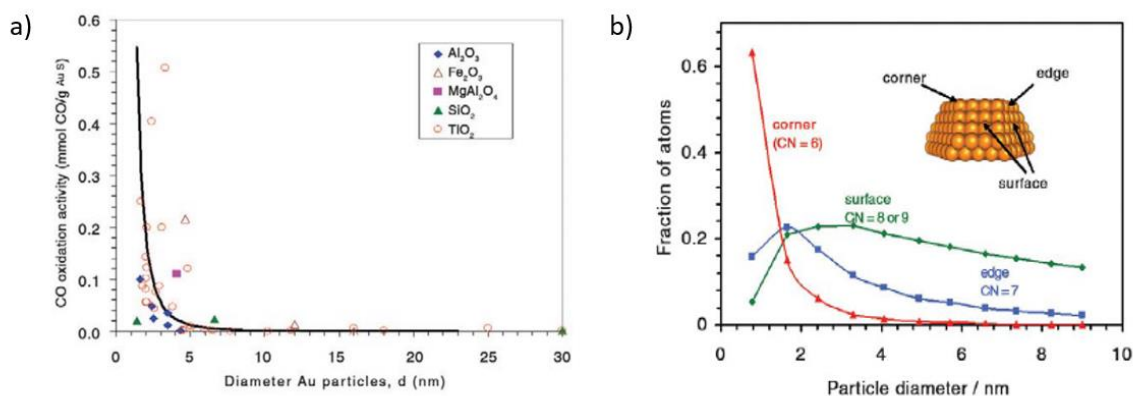 a)
0.6
0.5
0.4
0.3
0.2
0.1
0.0
CO oxidation activity (mmol CO/g Au s)
Al₂O₃
Fe₂O₃
MgAl₂O₄
SiO₂
TiO₂
0
5
10
15
20
25
30
Diameter Au particles, d (nm)
b)
0.6
0.4
0.2
0
Fraction of atoms
corner
edge
surface
corner
(CN = 6)
surface
CN = 8 or 9
edge
CN = 7
0
2
4
6
8
10
Particle diameter / nm